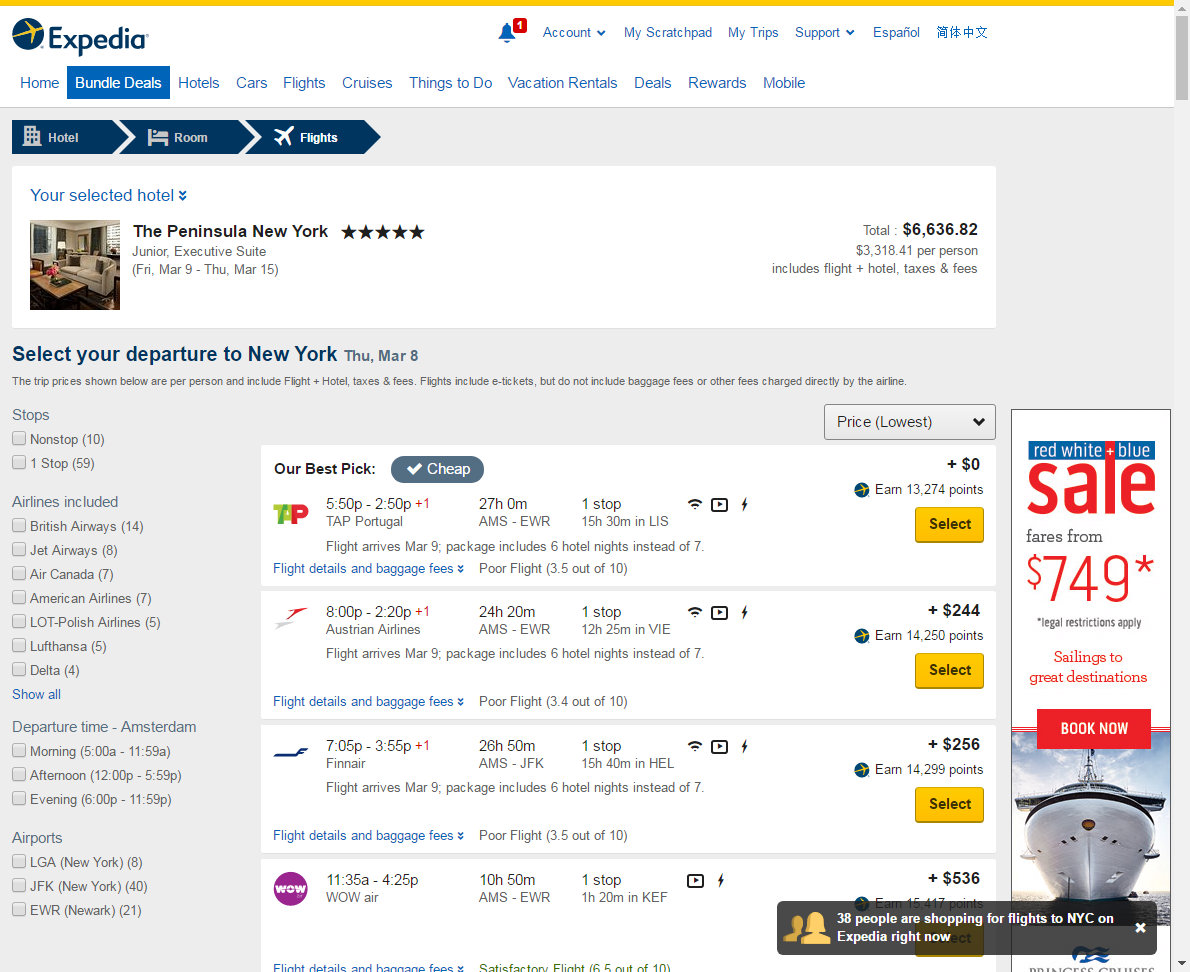 Expedia
1
Account
My Scratchpad
My Trips
Support
Español
简体中文
Home
Bundle Deals
Hotels
Cars
Flights
Cruises
Things to Do
Vacation Rentals
Deals
Rewards
Mobile
Hotel
Room
Flights
Your selected hotel
The Peninsula New York
Junior, Executive Suite
(Fri, Mar 9 - Thu, Mar 15)
Total : $6,636.82
$3,318.41 per person
includes flight + hotel, taxes & fees
Select your departure to New York Thu, Mar 8
The trip prices shown below are per person and include Flight + Hotel, taxes & fees. Flights include e-tickets, but do not include baggage fees or other fees charged directly by the airline.
Stops
Nonstop (10)
1 Stop (59)
Airlines included
British Airways (14)
Jet Airways (8)
Air Canada (7)
American Airlines (7)
LOT-Polish Airlines (5)
Lufthansa (5)
Delta (4)
Show all
Departure time - Amsterdam
Morning (5:00a - 11:59a)
Afternoon (12:00p - 5:59p)
Evening (6:00p - 11:59p)
Airports
LGA (New York) (8)
JFK (New York) (40)
EWR (Newark) (21)
Price (Lowest)
Our Best Pick: Cheap
+ $0
Earn 13,274 points
Select
TAP
5:50p - 2:50p +1
TAP Portugal
27h 0m
AMS - EWR
1 stop
15h 30m in LIS
Flight arrives Mar 9; package includes 6 hotel nights instead of 7.
Flight details and baggage fees
Poor Flight (3.5 out of 10)
8:00p - 2:20p +1
Austrian Airlines
24h 20m
AMS - EWR
1 stop
12h 25m in VIE
+ $244
Earn 14,250 points
Select
Flight arrives Mar 9; package includes 6 hotel nights instead of 7.
Flight details and baggage fees
Poor Flight (3.4 out of 10)
7:05p - 3:55p +1
Finnair
26h 50m
AMS - JFK
1 stop
15h 40m in HEL
+ $256
Earn 14,299 points
Select
Flight arrives Mar 9; package includes 6 hotel nights instead of 7.
Flight details and baggage fees
Poor Flight (3.5 out of 10)
WOW
11:35a - 4:25p
WOW air
10h 50m
AMS - EWR
1 stop
1h 20m in KEF
+ $536
Earn 15,417 points
Select
Flight details and baggage fees
Satisfactory Flight (6.5 out of 10)
38 people are shopping for flights to NYC on
Expedia right now
red white + blue
sale
fares from
$749*
*legal restrictions apply
Sailings to
great destinations
BOOK NOW
PRINCESS CRUISES